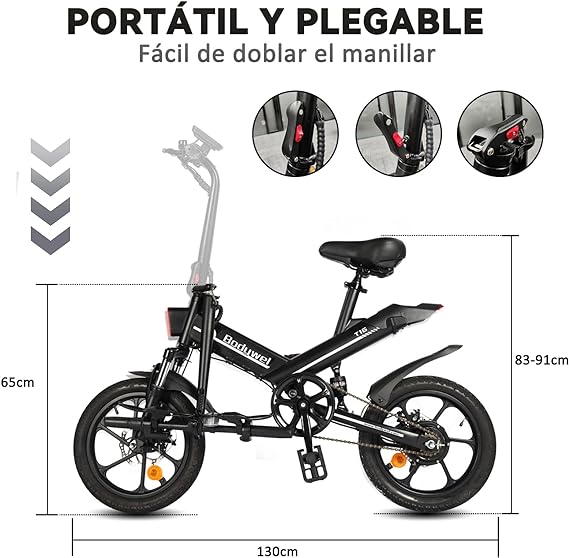 PORTÁTIL Y PLEGABLE
Fácil de doblar el manillar
65cm
Boduwel
T16
83-91cm
130cm